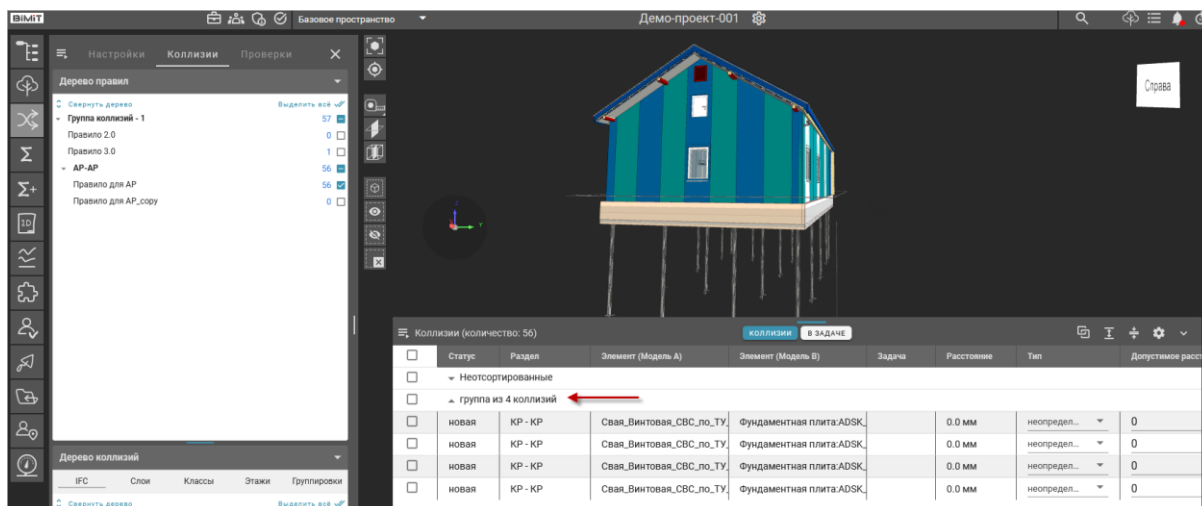 BiMiT Базовое пространство Демо-проект-001
Настройки Коллизии Проверки
Дерево правил
Свернуть дерево Выделить всё
Группа коллизий - 1 57
Правило 2.0 0
Правило 3.0 1
АР-АР 56
Правило для АР 56
Правило для АР_copy 0
Дерево коллизий
IFC Слои Классы Этажи Группировки
Свернуть дерево Выделить всё
Справа
Z
Y
Коллизии (количество: 56) КОЛЛИЗИИ В ЗАДАЧЕ
Статус Раздел Элемент (Модель А) Элемент (Модель В) Задача Расстояние Тип Допустимое расст
Неотсортированные
группа из 4 коллизий
новая КР - КР Свая_Винтовая_СВС_по_ТУ_ Фундаментная плита:ADSK_ 0.0 мм неопредел... 0
новая КР - КР Свая_Винтовая_СВС_по_ТУ_ Фундаментная плита:ADSK_ 0.0 мм неопредел... 0
новая КР - КР Свая_Винтовая_СВС_по_ТУ_ Фундаментная плита:ADSK_ 0.0 мм неопредел... 0
новая КР - КР Свая_Винтовая_СВС_по_ТУ_ Фундаментная плита:ADSK_ 0.0 мм неопредел... 0